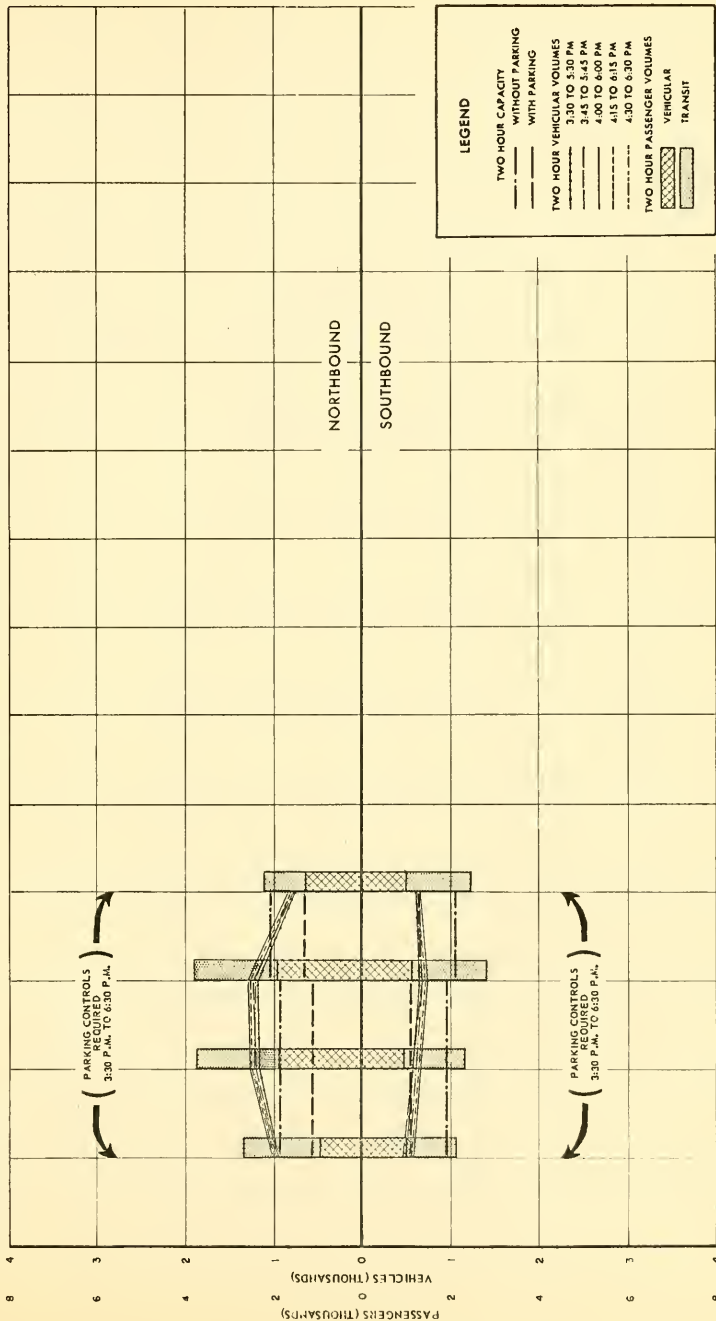 8
6
4
2
0
2
4
6
8
PASSENGERS (THOUSANDS)
4
3
2
1
0
1
2
3
4
VEHICLES (THOUSANDS)
( PARKING CONTROLS
REQUIRED
3:30 P.M. TO 6:30 P.M. )
NORTHBOUND
SOUTHBOUND
( PARKING CONTROLS
REQUIRED
3:30 P.M. TO 6:30 P.M. )
LEGEND
TWO HOUR CAPACITY
WITHOUT PARKING
WITH PARKING
TWO HOUR VEHICULAR VOLUMES
3:30 TO 5:30 PM
3:45 TO 5:45 PM
4:00 TO 6:00 PM
4:15 TO 6:15 PM
4:30 TO 6:30 PM
TWO HOUR PASSENGER VOLUMES
VEHICULAR
TRANSIT